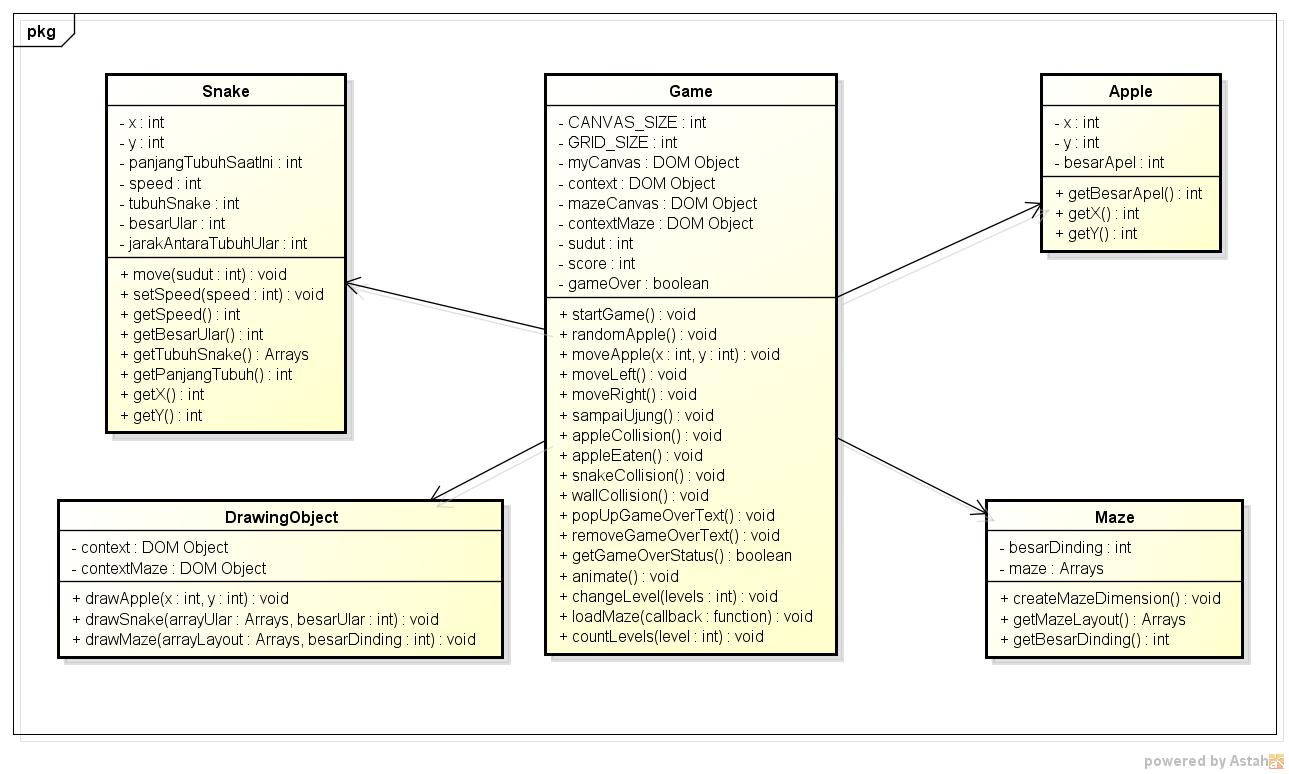 pkg
Snake
- x : int
- y : int
- panjangTubuhSaatIni : int
- speed : int
- tubuhSnake : int
- besarUlar : int
- jarakAntaraTubuhUlar : int
+ move(sudut : int) : void
+ setSpeed(speed : int) : void
+ getSpeed() : int
+ getBesarUlar() : int
+ getTubuhSnake() : Arrays
+ getPanjangTubuh() : int
+ getX() : int
+ getY() : int
Game
- CANVAS_SIZE : int
- GRID_SIZE : int
- myCanvas : DOM Object
- context : DOM Object
- mazeCanvas : DOM Object
- contextMaze : DOM Object
- sudut : int
- score : int
- gameOver : boolean
+ startGame() : void
+ randomApple() : void
+ moveApple(x : int, y : int) : void
+ moveLeft() : void
+ moveRight() : void
+ sampaiUjung() : void
+ appleCollision() : void
+ appleEaten() : void
+ snakeCollision() : void
+ wallCollision() : void
+ popUpGameOverText() : void
+ removeGameOverText() : void
+ getGameOverStatus() : boolean
+ animate() : void
+ changeLevel(levels : int) : void
+ loadMaze(callback : function) : void
+ countLevels(level : int) : void
Apple
- x : int
- y : int
- besarApel : int
+ getBesarApel() : int
+ getX() : int
+ getY() : int
DrawingObject
- context : DOM Object
- contextMaze : DOM Object
+ drawApple(x : int, y : int) : void
+ drawSnake(arrayUlar : Arrays, besarUlar : int) : void
+ drawMaze(arrayLayout : Arrays, besarDinding : int) : void
Maze
- besarDinding : int
- maze : Arrays
+ createMazeDimension() : void
+ getMazeLayout() : Arrays
+ getBesarDinding() : int
powered by Astah